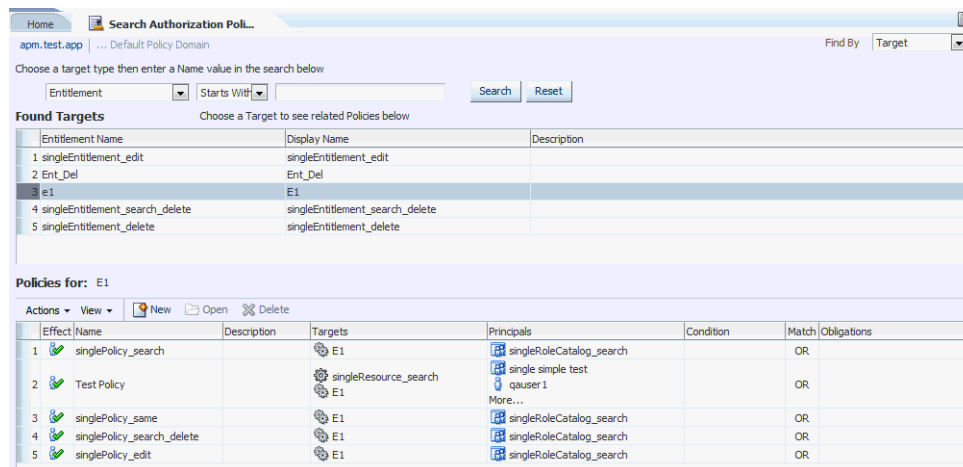 Home Search Authorization Poli...
apm.test.app | ... Default Policy Domain Find By Target
Choose a target type then enter a Name value in the search below
Entitlement Starts With Search Reset
Found Targets Choose a Target to see related Policies below
Entitlement Name Display Name Description
1 singleEntitlement_edit singleEntitlement_edit
2 Ent_Del Ent_Del
3 e1 E1
4 singleEntitlement_search_delete singleEntitlement_search_delete
5 singleEntitlement_delete singleEntitlement_delete
Policies for: E1
Actions View New Open Delete
Effect Name Description Targets Principals Condition Match Obligations
1 singlePolicy_search E1 singleRoleCatalog_search OR
2 Test Policy singleResource_search E1 single simple test qauser1 More... OR
3 singlePolicy_same E1 singleRoleCatalog_search OR
4 singlePolicy_search_delete E1 singleRoleCatalog_search OR
5 singlePolicy_edit E1 singleRoleCatalog_search OR